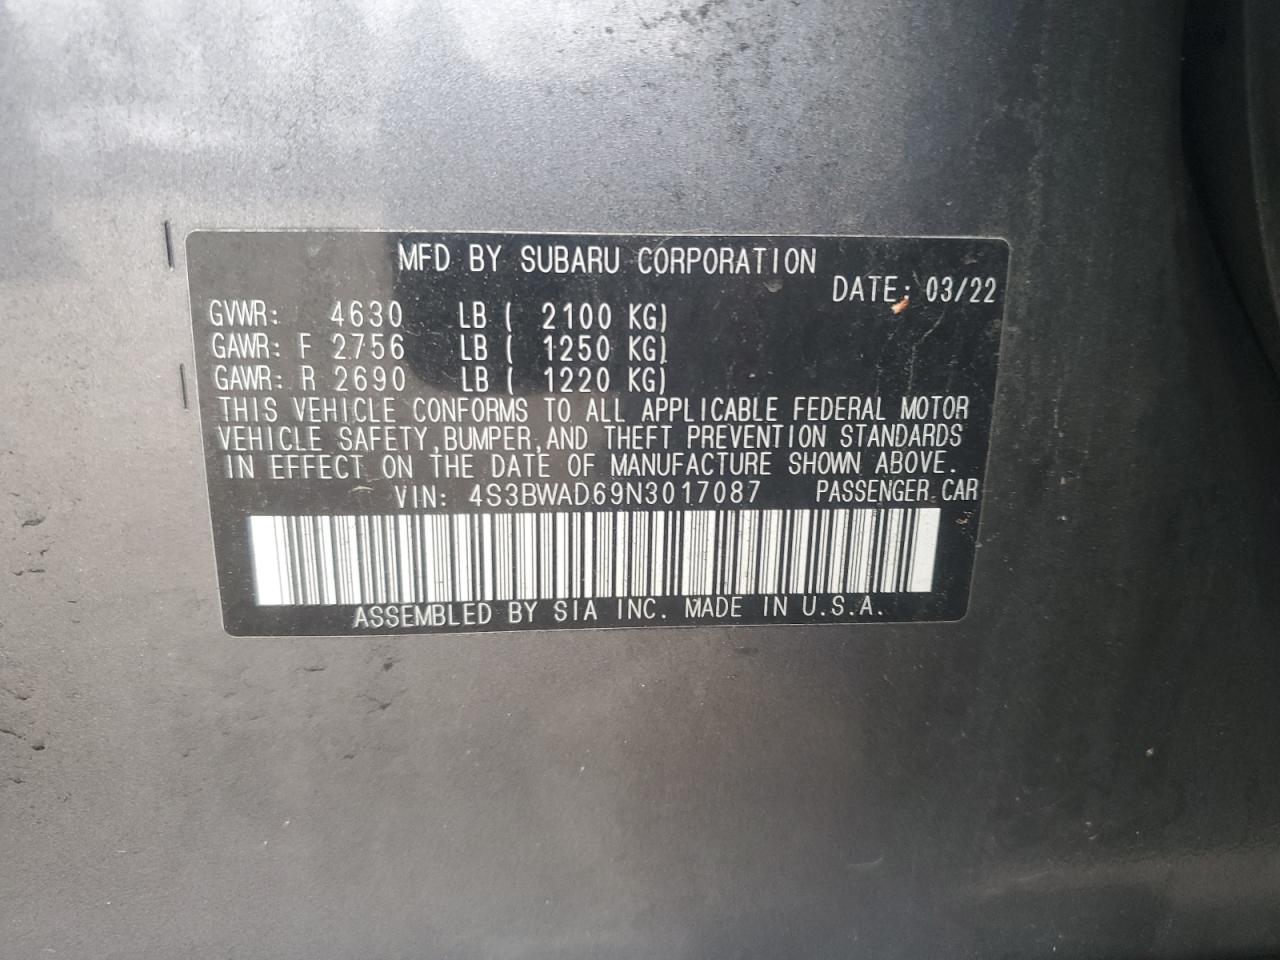 MFD BY SUBARU CORPORATION
DATE: 03/22
GVWR: 4630 LB ( 2100 KG)
GAWR: F 2756 LB ( 1250 KG)
GAWR: R 2690 LB ( 1220 KG)
THIS VEHICLE CONFORMS TO ALL APPLICABLE FEDERAL MOTOR
VEHICLE SAFETY,BUMPER,AND THEFT PREVENTION STANDARDS
IN EFFECT ON THE DATE OF MANUFACTURE SHOWN ABOVE.
VIN: 4S3BWAD69N3017087 PASSENGER CAR
ASSEMBLED BY SIA INC. MADE IN U.S.A.